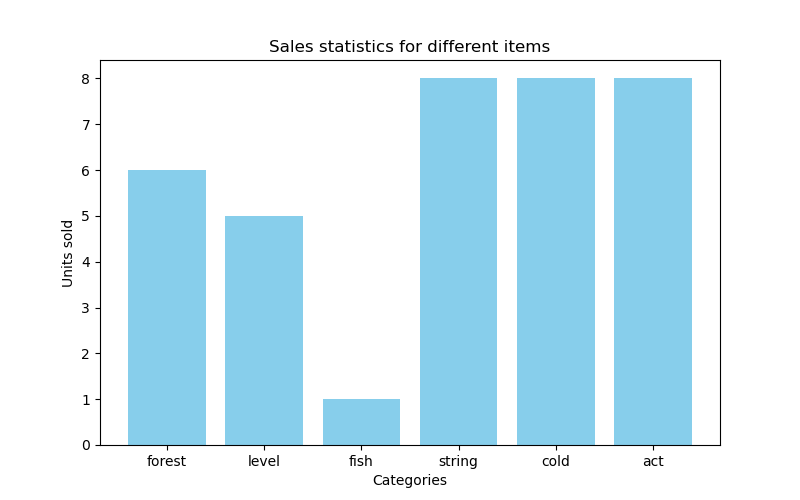 Sales statistics for different items
Units sold
8
7
6
5
4
3
2
1
0
forest level fish string cold act
Categories